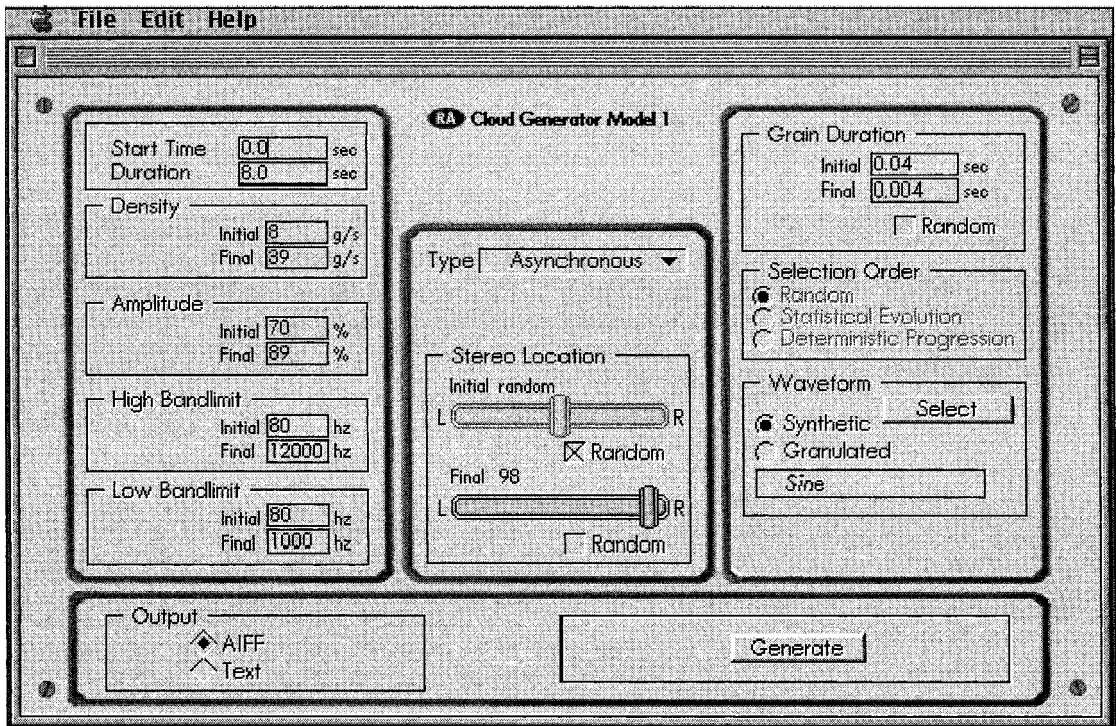 File Edit Help
RA Cloud Generator Model 1
Start Time 0.0 sec
Duration 8.0 sec
Density
Initial 8 g/s
Final 39 g/s
Amplitude
Initial 70 %
Final 89 %
High Bandlimit
Initial 80 hz
Final 12000 hz
Low Bandlimit
Initial 80 hz
Final 1000 hz
Type Asynchronous
Stereo Location
Initial random
L R
Random
Final 98
L R
Random
Grain Duration
Initial 0.04 sec
Final 0.004 sec
Random
Selection Order
Random
Statistical Evolution
Deterministic Progression
Waveform
Select
Synthetic
Granulated
Sine
Output
AIFF
Text
Generate